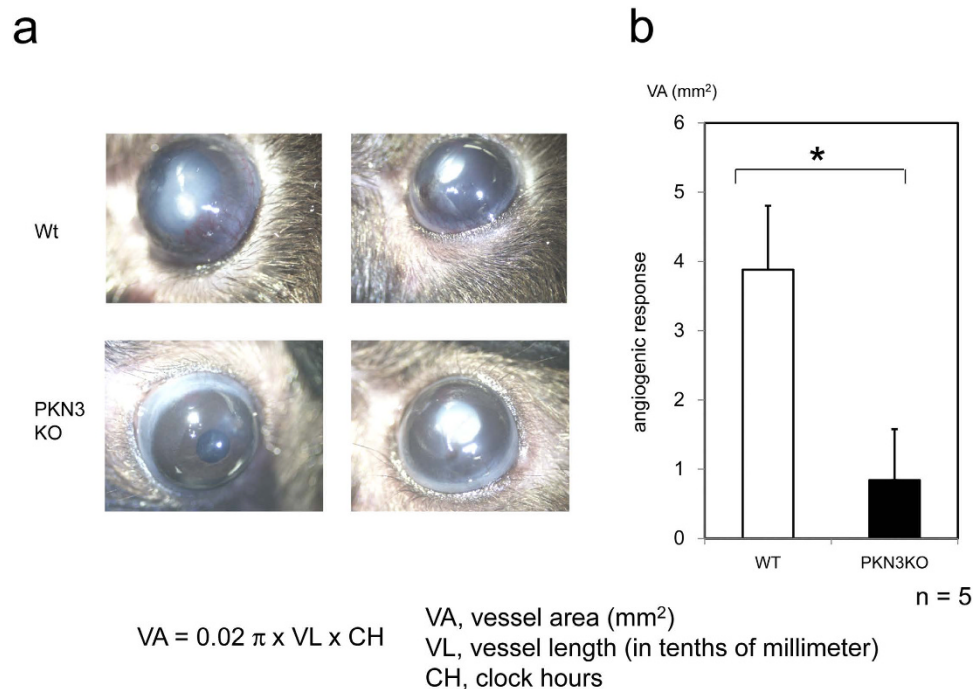 a
Wt
PKN3
KO
b
VA (mm²)
angiogenic response
6
5
4
3
2
1
0
*
WT
PKN3KO
n = 5
VA = 0.02 π x VL x CH
VA, vessel area (mm²)
VL, vessel length (in tenths of millimeter)
CH, clock hours